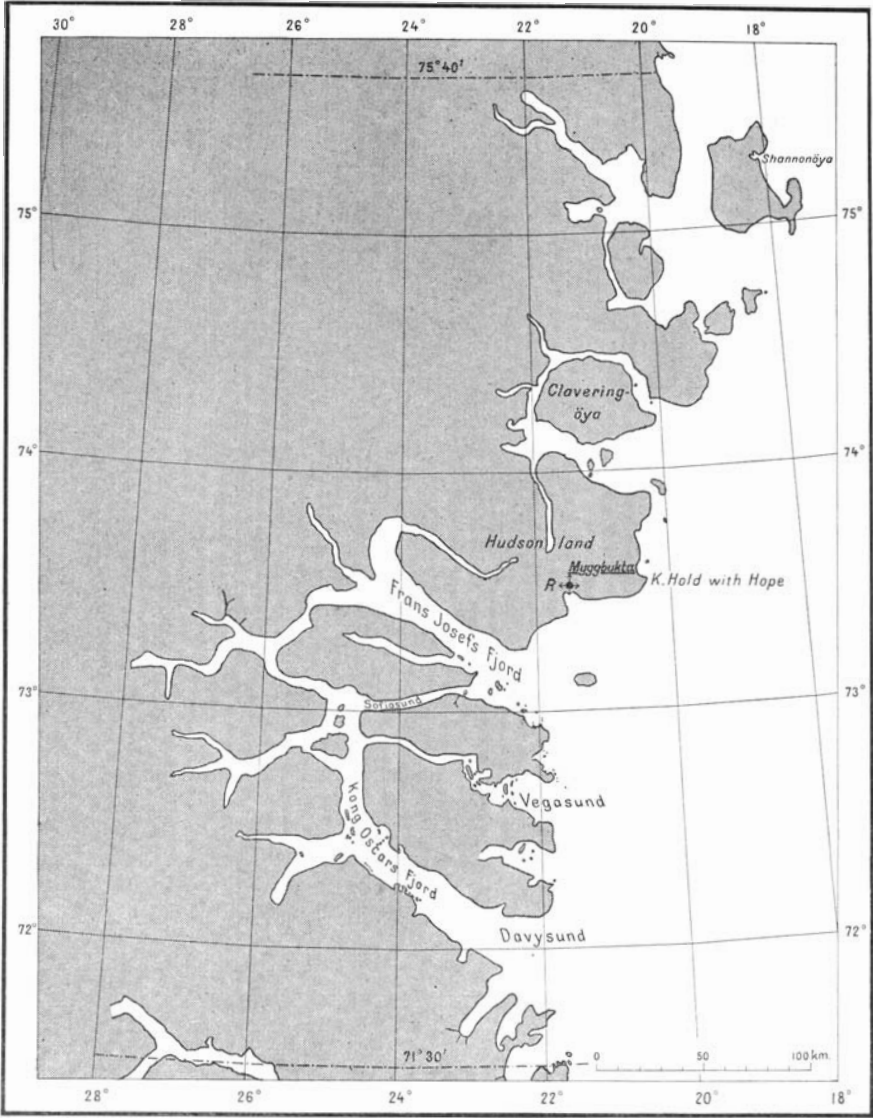 30° 28° 26° 24° 22° 20° 18°
75°40'
Shannonöya
75° 75°
Clavering-
öya
74° 74°
Hudson land
Myggbukta
R K. Hold with Hope
Frans Josefs Fjord
73° 73°
Sofiasund
Vegasund
Kong Oscars Fjord
72° 72°
Davysund
71°30'
0 50 100 km.
28° 26° 24° 22° 20° 18°